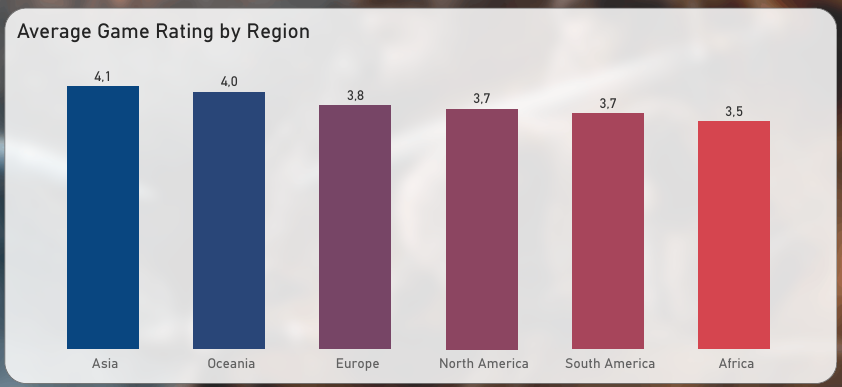 Average Game Rating by Region
4,1
4,0
3,8
3,7
3,7
3,5
Asia
Oceania
Europe
North America
South America
Africa